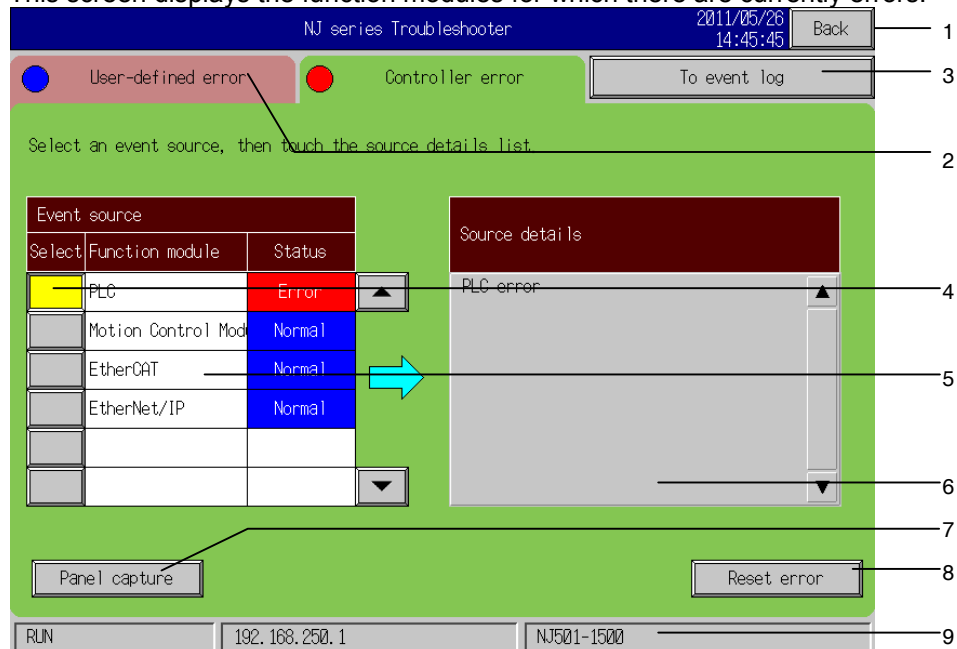 This screen displays the function modules for which there are currently errors.
NJ series Troubleshooter
2011/05/26
14:45:45
Back
1
User-defined error
Controller error
To event log
3
Select an event source, then touch the source details list.
2
Event source
Source details
Select Function module Status
PLC Error
PLC error
4
Motion Control Modu Normal
EtherCAT Normal
5
EtherNet/IP Normal
6
7
Panel capture
Reset error
8
RUN
192.168.250.1
NJ501-1500
9